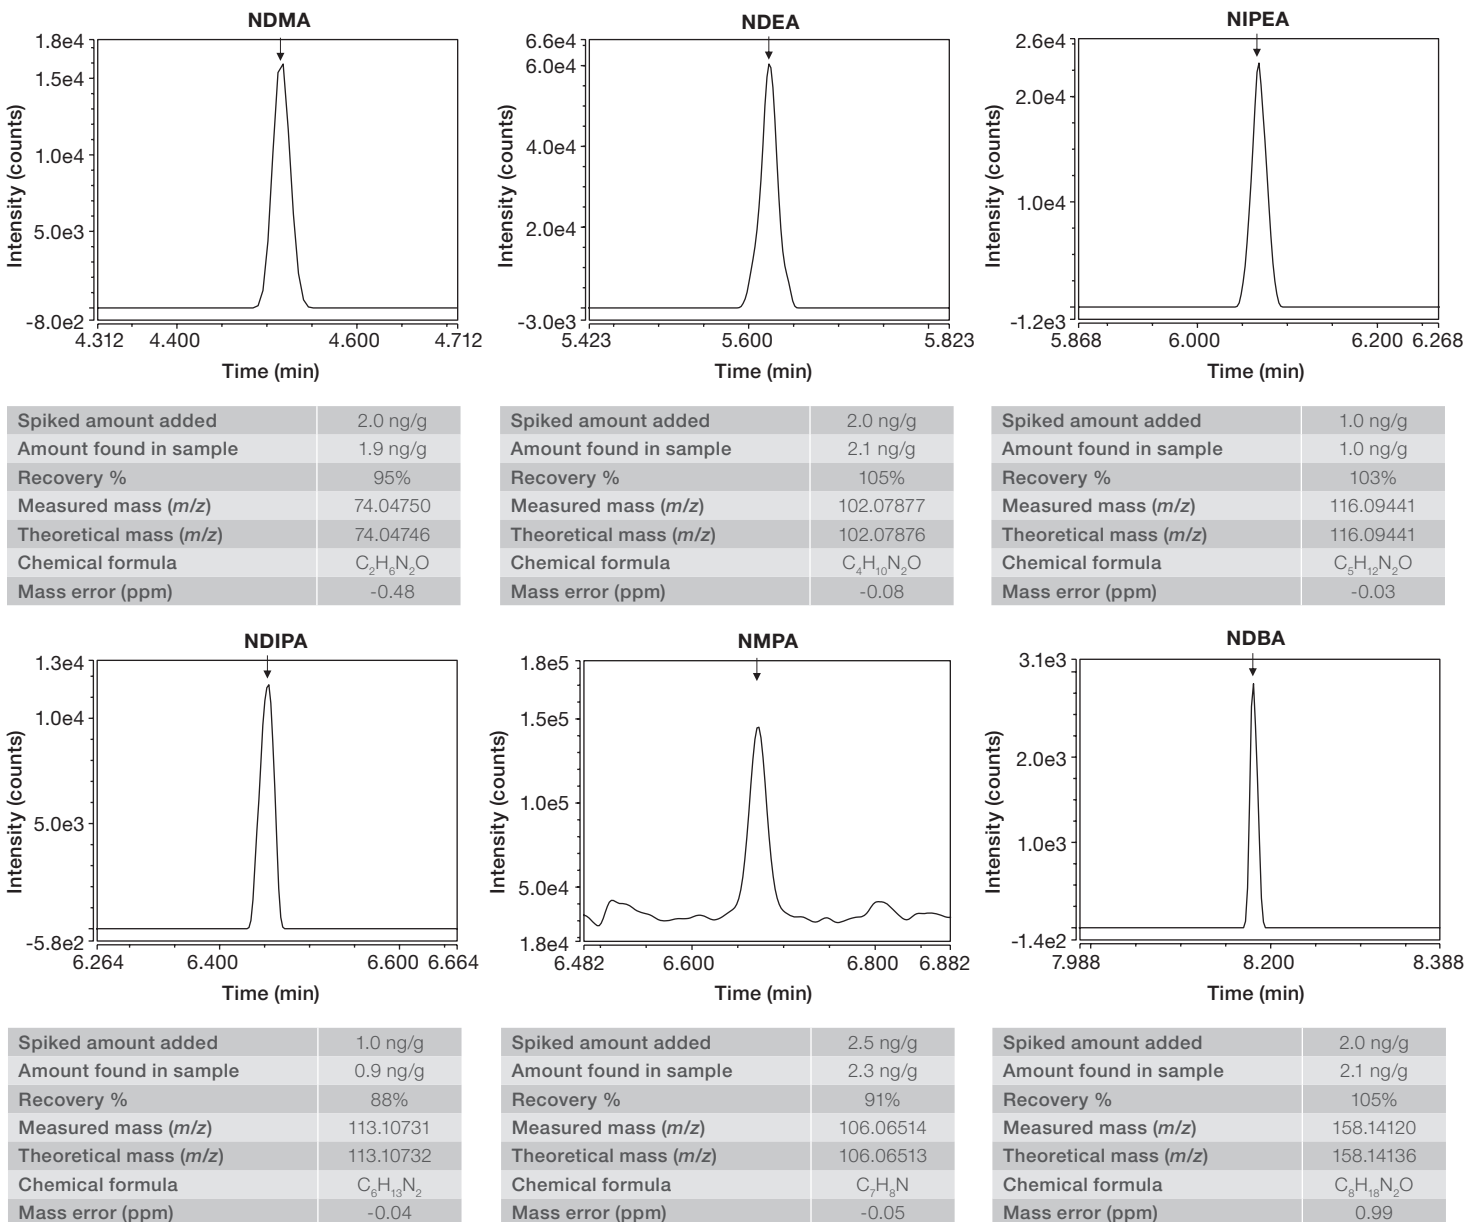 NDMA
1.8e4
1.5e4
1.0e4
5.0e3
-8.0e2
Intensity (counts)
4.312 4.400 4.600 4.712
Time (min)
NDEA
6.6e4
6.0e4
4.0e4
2.0e4
-3.0e3
Intensity (counts)
5.423 5.600 5.823
Time (min)
NIPEA
2.6e4
2.0e4
1.0e4
-1.2e3
Intensity (counts)
5.868 6.000 6.200 6.268
Time (min)
Spiked amount added 2.0 ng/g
Amount found in sample 1.9 ng/g
Recovery % 95%
Measured mass (m/z) 74.04750
Theoretical mass (m/z) 74.04746
Chemical formula C₂H₆N₂O
Mass error (ppm) -0.48
Spiked amount added 2.0 ng/g
Amount found in sample 2.1 ng/g
Recovery % 105%
Measured mass (m/z) 102.07877
Theoretical mass (m/z) 102.07876
Chemical formula C₄H₁₀N₂O
Mass error (ppm) -0.08
Spiked amount added 1.0 ng/g
Amount found in sample 1.0 ng/g
Recovery % 103%
Measured mass (m/z) 116.09441
Theoretical mass (m/z) 116.09441
Chemical formula C₅H₁₂N₂O
Mass error (ppm) -0.03
NDIPA
1.3e4
1.0e4
5.0e3
-5.8e2
Intensity (counts)
6.264 6.400 6.600 6.664
Time (min)
NMPA
1.8e5
1.5e5
1.0e5
5.0e4
1.8e4
Intensity (counts)
6.482 6.600 6.800 6.882
Time (min)
NDBA
3.1e3
2.0e3
1.0e3
-1.4e2
Intensity (counts)
7.988 8.200 8.388
Time (min)
Spiked amount added 1.0 ng/g
Amount found in sample 0.9 ng/g
Recovery % 88%
Measured mass (m/z) 113.10731
Theoretical mass (m/z) 113.10732
Chemical formula C₆H₁₃N₂
Mass error (ppm) -0.04
Spiked amount added 2.5 ng/g
Amount found in sample 2.3 ng/g
Recovery % 91%
Measured mass (m/z) 106.06514
Theoretical mass (m/z) 106.06513
Chemical formula C₇H₈N
Mass error (ppm) -0.05
Spiked amount added 2.0 ng/g
Amount found in sample 2.1 ng/g
Recovery % 105%
Measured mass (m/z) 158.14120
Theoretical mass (m/z) 158.14136
Chemical formula C₈H₁₈N₂O
Mass error (ppm) 0.99